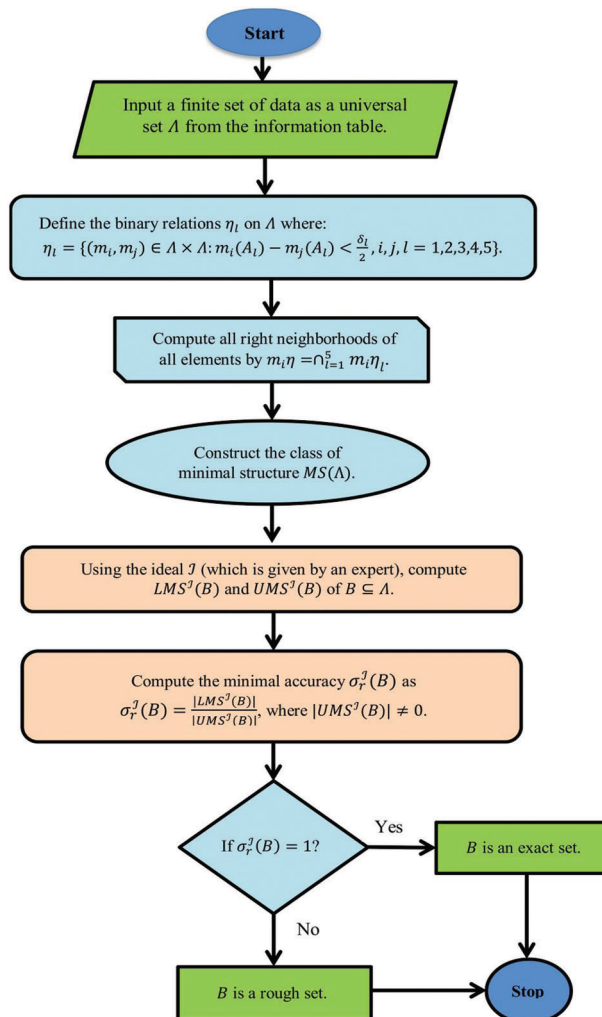 Start
Input a finite set of data as a universal
set Λ from the information table.
Define the binary relations η_l on Λ where:
η_l = {(m_i, m_j) ∈ Λ × Λ: m_i(A_l) − m_j(A_l) < δ_l/2, i, j, l = 1,2,3,4,5}.
Compute all right neighborhoods of
all elements by m_iη =∩_{l=1}^5 m_iη_l.
Construct the class of
minimal structure MS(Λ).
Using the ideal ℐ (which is given by an expert), compute
LMS^ℐ(B) and UMS^ℐ(B) of B ⊆ Λ.
Compute the minimal accuracy σ_r^ℐ(B) as
σ_r^ℐ(B) = |LMS^ℐ(B)|/|UMS^ℐ(B)|, where |UMS^ℐ(B)| ≠ 0.
If σ_r^ℐ(B) = 1?
Yes
B is an exact set.
No
B is a rough set.
Stop